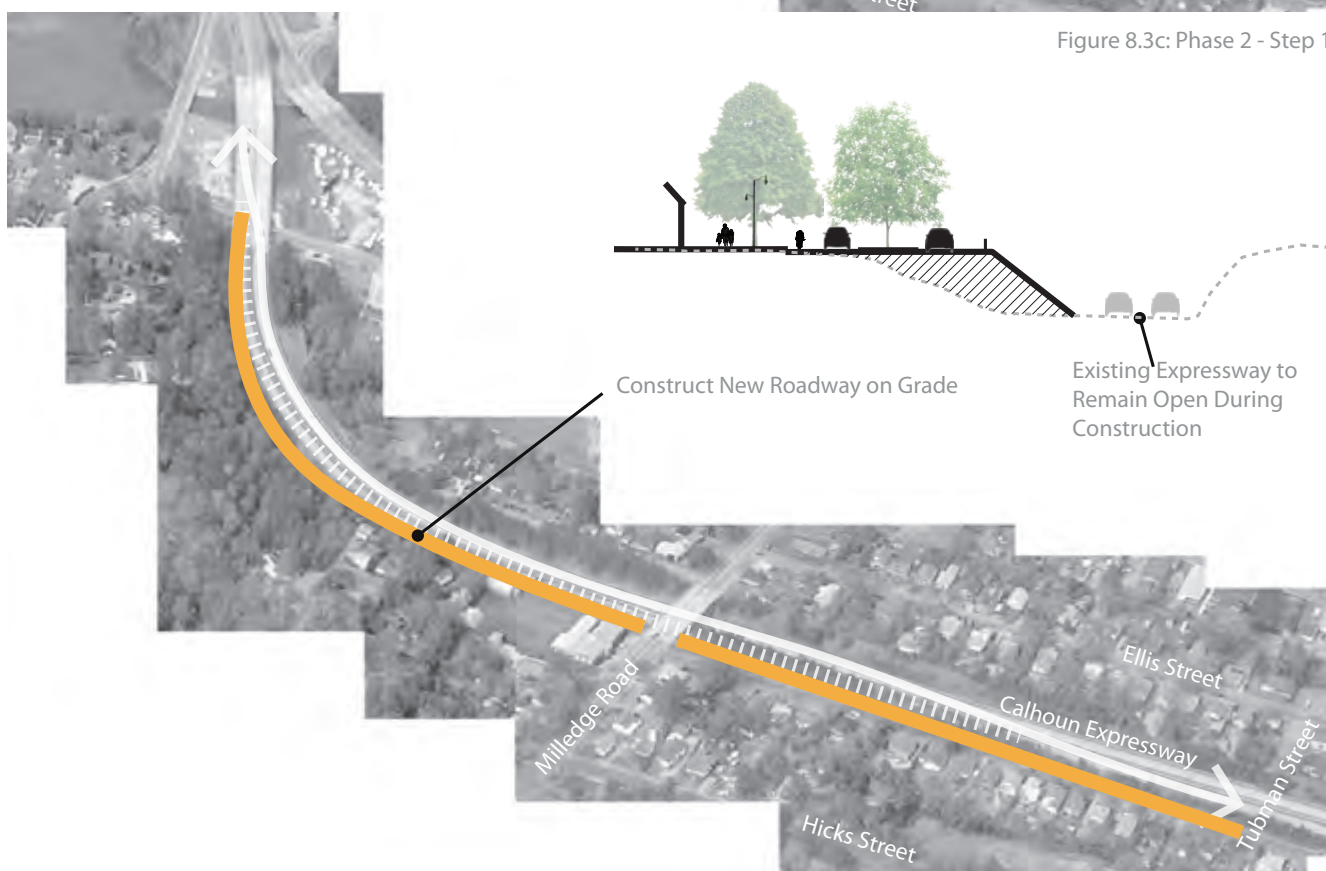 Street
Figure 8.3c: Phase 2 - Step 1
Construct New Roadway on Grade
Existing Expressway to
Remain Open During
Construction
Ellis Street
Calhoun Expressway
Milledge Road
Tubman Street
Hicks Street